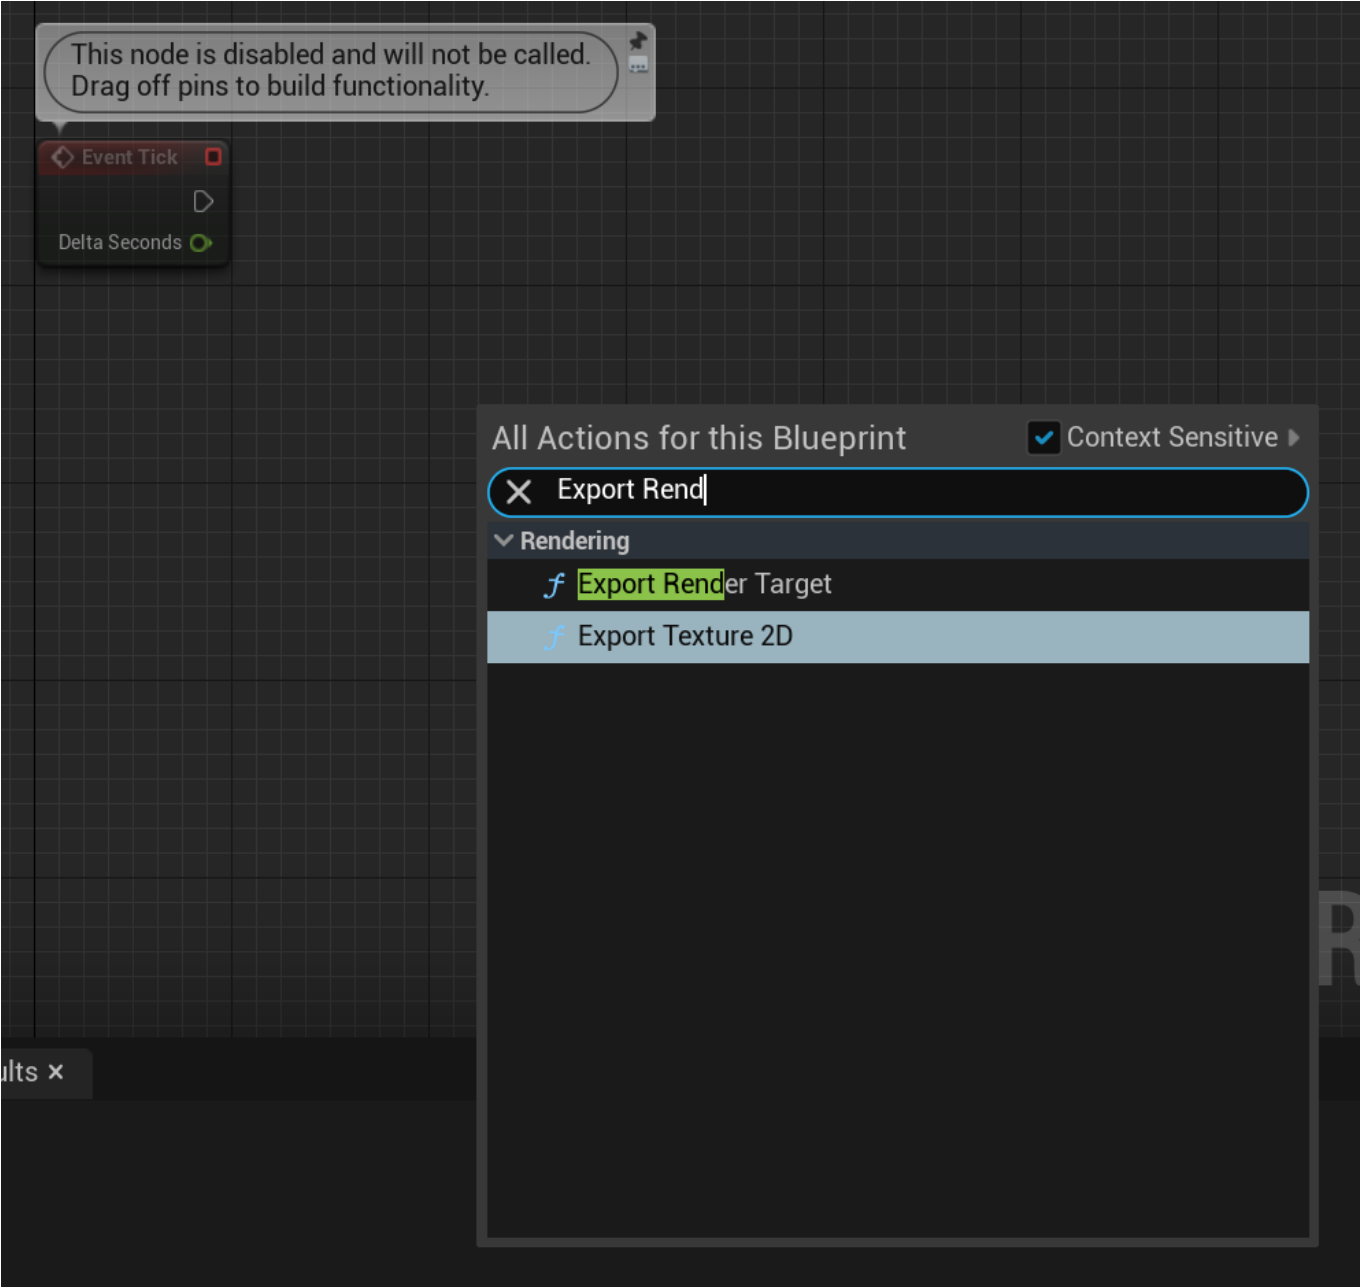 This node is disabled and will not be called.
Drag off pins to build functionality.
Event Tick
Delta Seconds
All Actions for this Blueprint
Context Sensitive
Export Rend
Rendering
Export Render Target
Export Texture 2D
R
ults